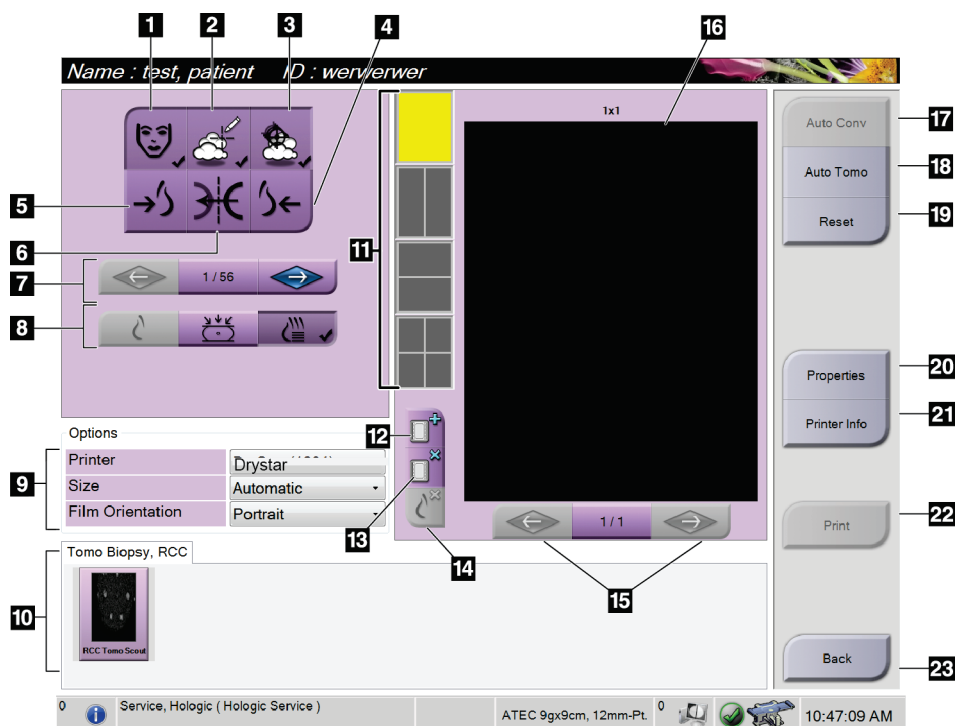 1
2
3
4
16
Name : test, patient ID : werwerwer
1x1
Auto Conv
17
Auto Tomo
18
Reset
19
5
6
11
7
1 / 56
8
Properties
20
Printer Info
21
12
Options
Printer
Drystar
9
Size
Automatic
Film Orientation
Portrait
13
14
1 / 1
15
Print
22
Tomo Biopsy, RCC
10
RCC Tomo Scout
Back
23
0
Service, Hologic ( Hologic Service )
ATEC 9gx9cm, 12mm-Pt.
0
10:47:09 AM